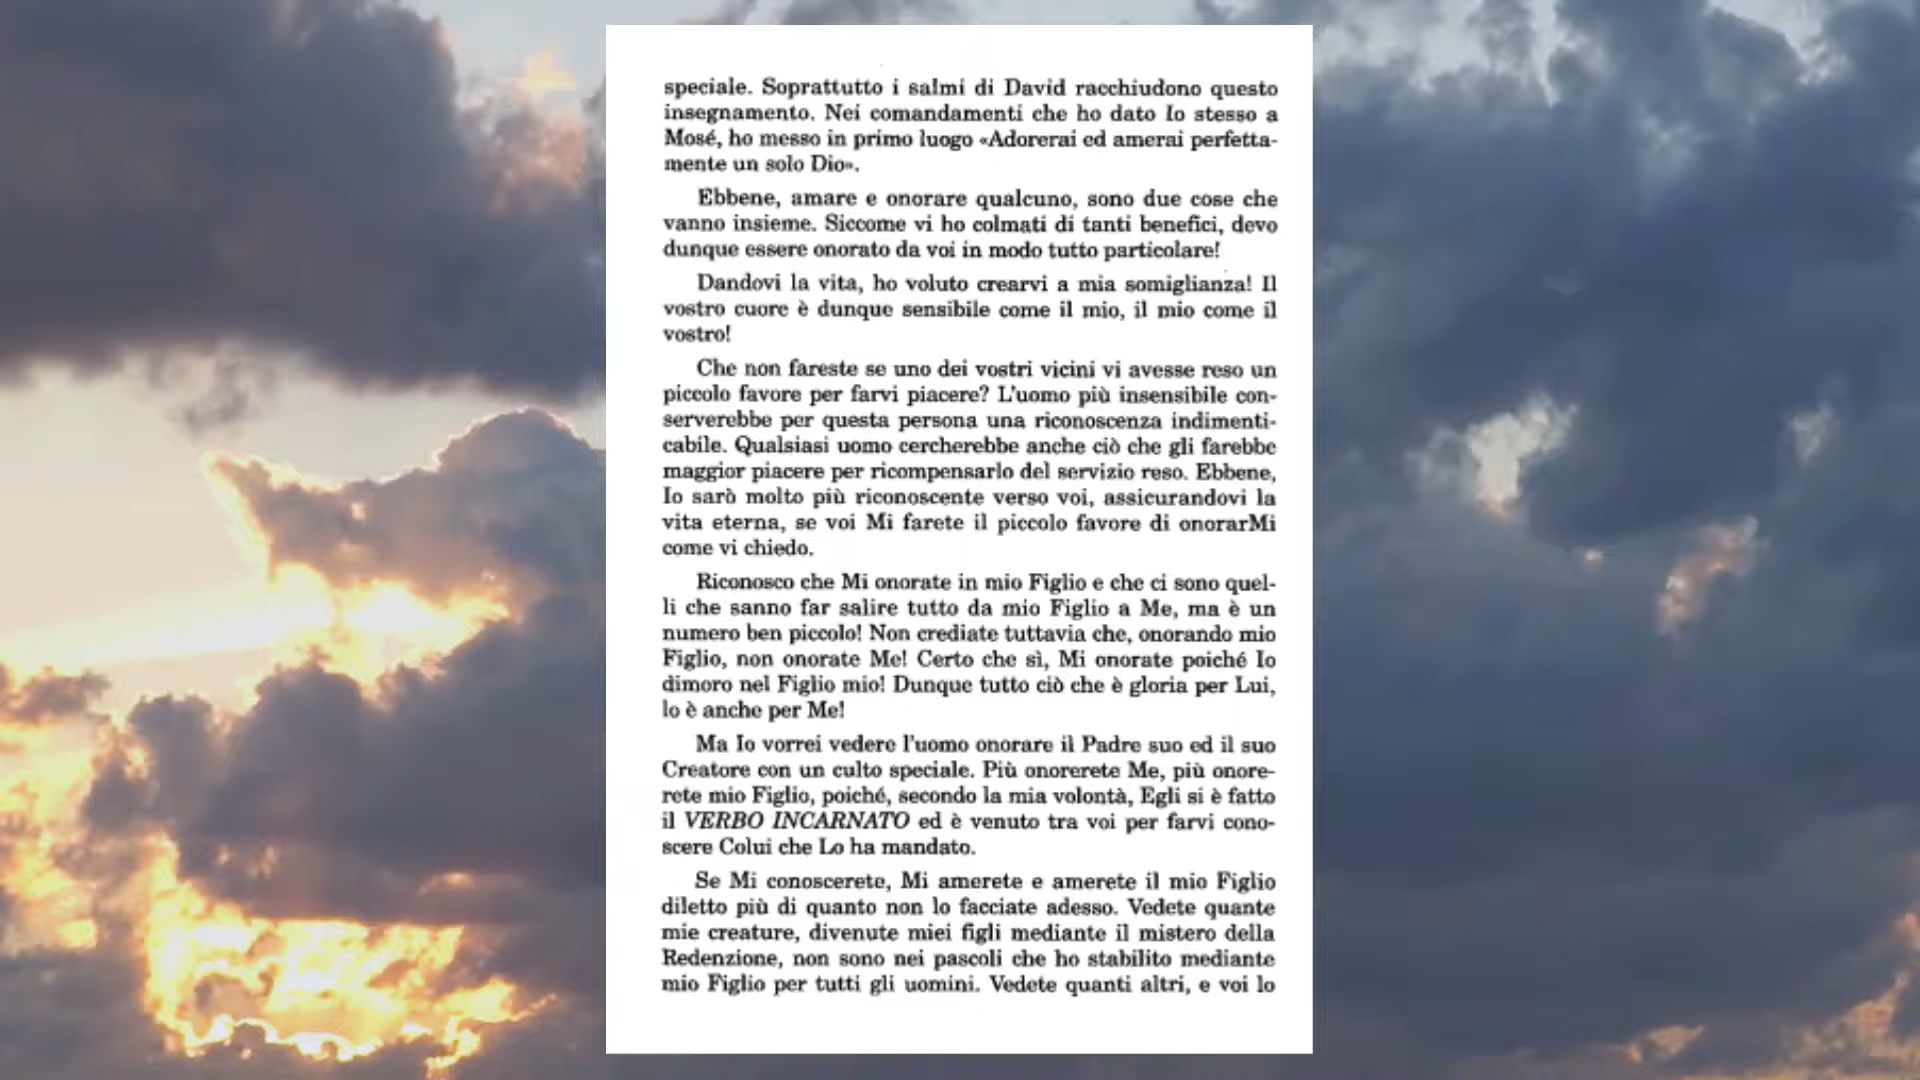 speciale. Soprattutto i salmi di David racchiudono questo
insegnamento. Nei comandamenti che ho dato Io stesso a
Mosé, ho messo in primo luogo «Adorerai ed amerai perfetta-
mente un solo Dio».
Ebbene, amare e onorare qualcuno, sono due cose che
vanno insieme. Siccome vi ho colmati di tanti benefici, devo
dunque essere onorato da voi in modo tutto particolare!
Dandovi la vita, ho voluto crearvi a mia somiglianza! Il
vostro cuore è dunque sensibile come il mio, il mio come il
vostro!
Che non fareste se uno dei vostri vicini vi avesse reso un
piccolo favore per farvi piacere? L'uomo più insensibile con-
serverebbe per questa persona una riconoscenza indimenti-
cabile. Qualsiasi uomo cercherebbe anche ciò che gli farebbe
maggior piacere per ricompensarlo del servizio reso. Ebbene,
Io sarò molto più riconoscente verso voi, assicurandovi la
vita eterna, se voi Mi farete il piccolo favore di onorarMi
come vi chiedo.
Riconosco che Mi onorate in mio Figlio e che ci sono quel-
li che sanno far salire tutto da mio Figlio a Me, ma è un
numero ben piccolo! Non crediate tuttavia che, onorando mio
Figlio, non onorate Me! Certo che sì, Mi onorate poiché Io
dimoro nel Figlio mio! Dunque tutto ciò che è gloria per Lui,
lo è anche per Me!
Ma Io vorrei vedere l'uomo onorare il Padre suo ed il suo
Creatore con un culto speciale. Più onorerete Me, più onore-
rete mio Figlio, poiché, secondo la mia volontà, Egli si è fatto
il VERBO INCARNATO ed è venuto tra voi per farvi cono-
scere Colui che Lo ha mandato.
Se Mi conoscerete, Mi amerete e amerete il mio Figlio
diletto più di quanto non lo facciate adesso. Vedete quante
mie creature, divenute miei figli mediante il mistero della
Redenzione, non sono nei pascoli che ho stabilito mediante
mio Figlio per tutti gli uomini. Vedete quanti altri, e voi lo